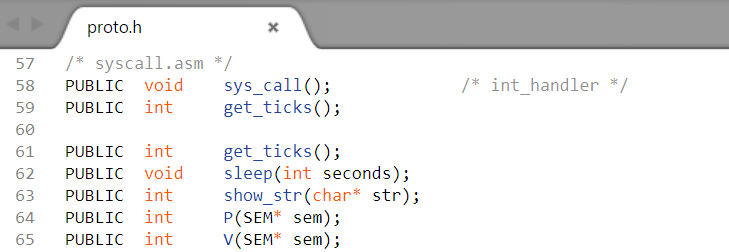 proto.h
57 /* syscall.asm */
58 PUBLIC void sys_call(); /* int_handler */
59 PUBLIC int get_ticks();
60
61 PUBLIC int get_ticks();
62 PUBLIC void sleep(int seconds);
63 PUBLIC int show_str(char* str);
64 PUBLIC int P(SEM* sem);
65 PUBLIC int V(SEM* sem);